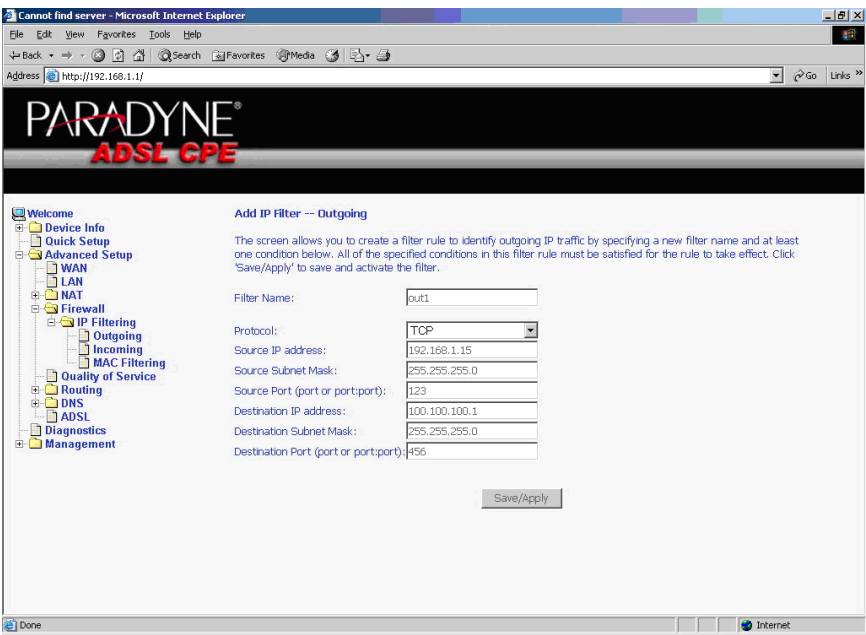 Cannot find server - Microsoft Internet Explorer
File Edit View Favorites Tools Help
Back Search Favorites Media
Address http://192.168.1.1/ Go Links »
PARADYNE®
ADSL CPE
Welcome
Device Info
Quick Setup
Advanced Setup
WAN
LAN
NAT
Firewall
IP Filtering
Outgoing
Incoming
MAC Filtering
Quality of Service
Routing
DNS
ADSL
Diagnostics
Management
Add IP Filter -- Outgoing
The screen allows you to create a filter rule to identify outgoing IP traffic by specifying a new filter name and at least
one condition below. All of the specified conditions in this filter rule must be satisfied for the rule to take effect. Click
'Save/Apply' to save and activate the filter.
Filter Name: out1
Protocol: TCP
Source IP address: 192.168.1.15
Source Subnet Mask: 255.255.255.0
Source Port (port or port:port): 123
Destination IP address: 100.100.100.1
Destination Subnet Mask: 255.255.255.0
Destination Port (port or port:port): 456
Save/Apply
Done Internet